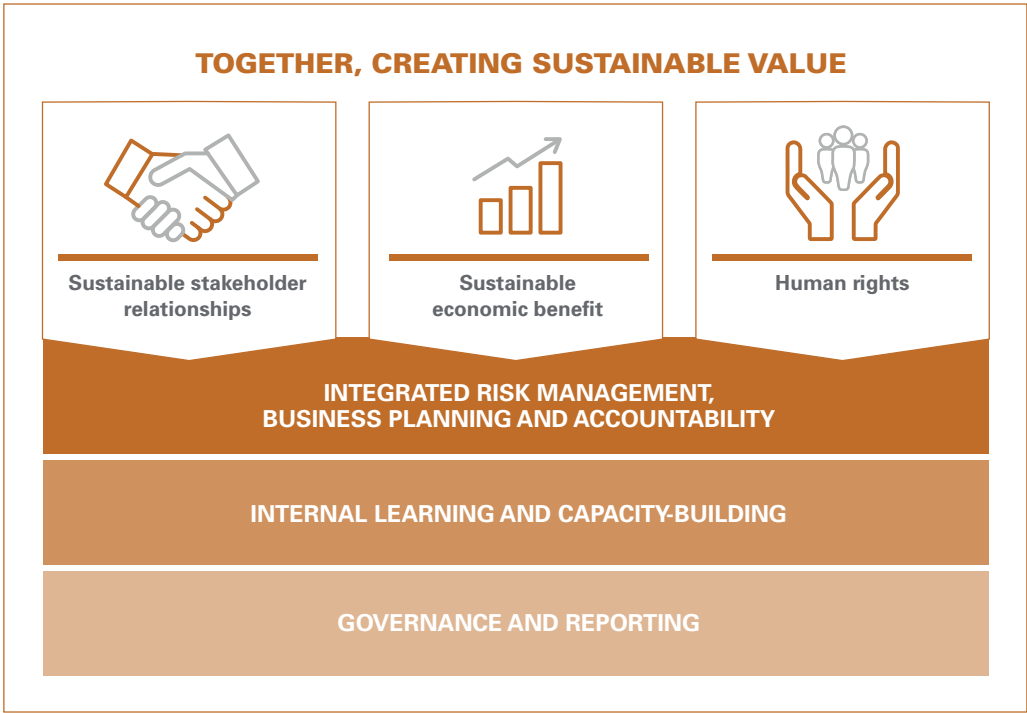 TOGETHER, CREATING SUSTAINABLE VALUE
Sustainable stakeholder
relationships
Sustainable
economic benefit
Human rights
INTEGRATED RISK MANAGEMENT,
BUSINESS PLANNING AND ACCOUNTABILITY
INTERNAL LEARNING AND CAPACITY-BUILDING
GOVERNANCE AND REPORTING